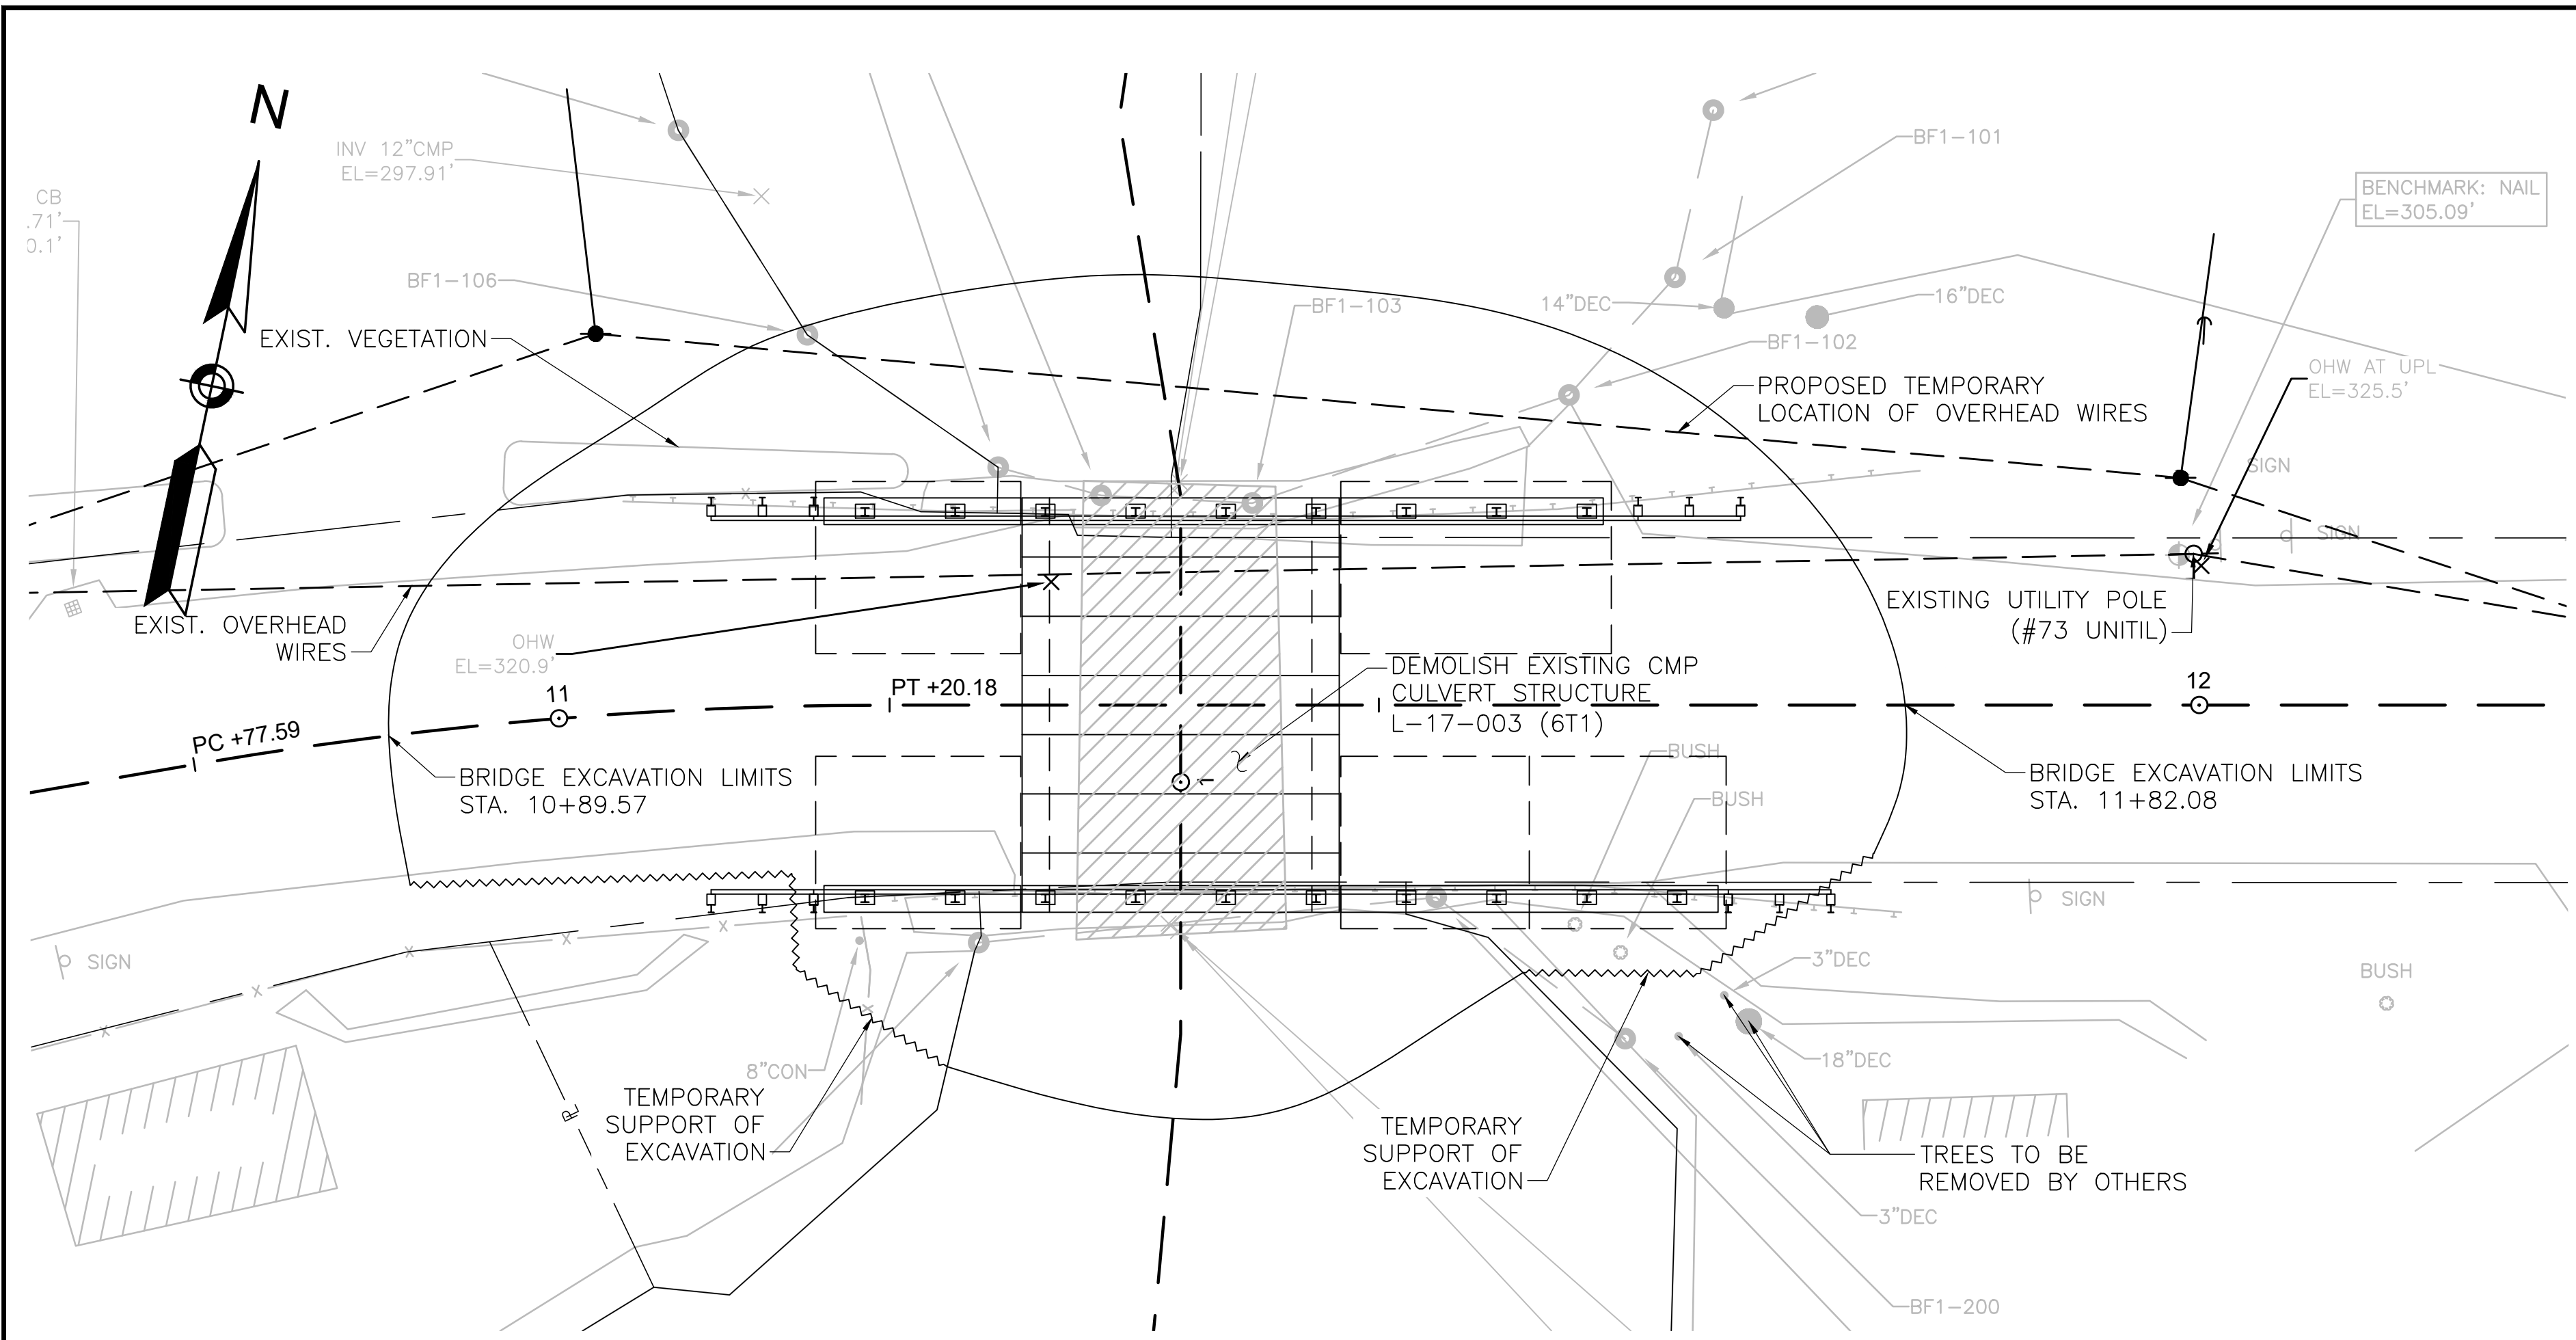 N
INV 12"CMP
EL=297.91'
CB
.71'
0.1'
BF1-101
BENCHMARK: NAIL
EL=305.09'
BF1-106
BF1-103
14"DEC
16"DEC
EXIST. VEGETATION
BF1-102
OHW AT UPL
EL=325.5'
PROPOSED TEMPORARY
LOCATION OF OVERHEAD WIRES
SIGN
SIGN
EXIST. OVERHEAD
WIRES
EXISTING UTILITY POLE
(#73 UNITIL)
OHW
EL=320.9'
DEMOLISH EXISTING CMP
CULVERT STRUCTURE
L-17-003 (6T1)
11
PT +20.18
12
PC +77.59
BUSH
BRIDGE EXCAVATION LIMITS
STA. 10+89.57
BUSH
BRIDGE EXCAVATION LIMITS
STA. 11+82.08
SIGN
SIGN
3"DEC
BUSH
8"CON
18"DEC
TEMPORARY
SUPPORT OF
EXCAVATION
TEMPORARY
SUPPORT OF
EXCAVATION
TREES TO BE
REMOVED BY OTHERS
3"DEC
BF1-200